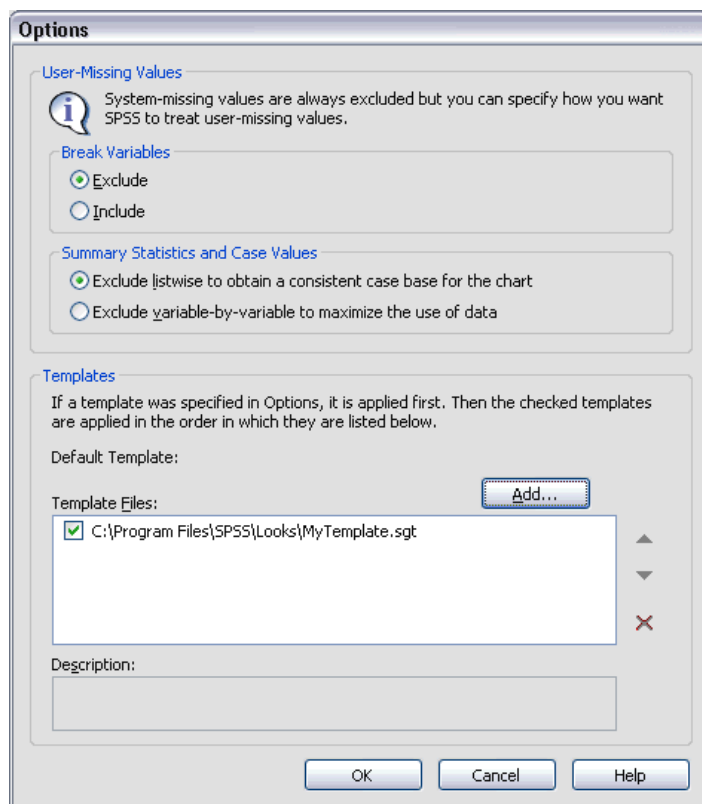 Options
User-Missing Values
System-missing values are always excluded but you can specify how you want
SPSS to treat user-missing values.
Break Variables
Exclude
Include
Summary Statistics and Case Values
Exclude listwise to obtain a consistent case base for the chart
Exclude variable-by-variable to maximize the use of data
Templates
If a template was specified in Options, it is applied first. Then the checked templates
are applied in the order in which they are listed below.
Default Template:
Add...
Template Files:
C:\Program Files\SPSS\Looks\MyTemplate.sgt
Description:
OK Cancel Help